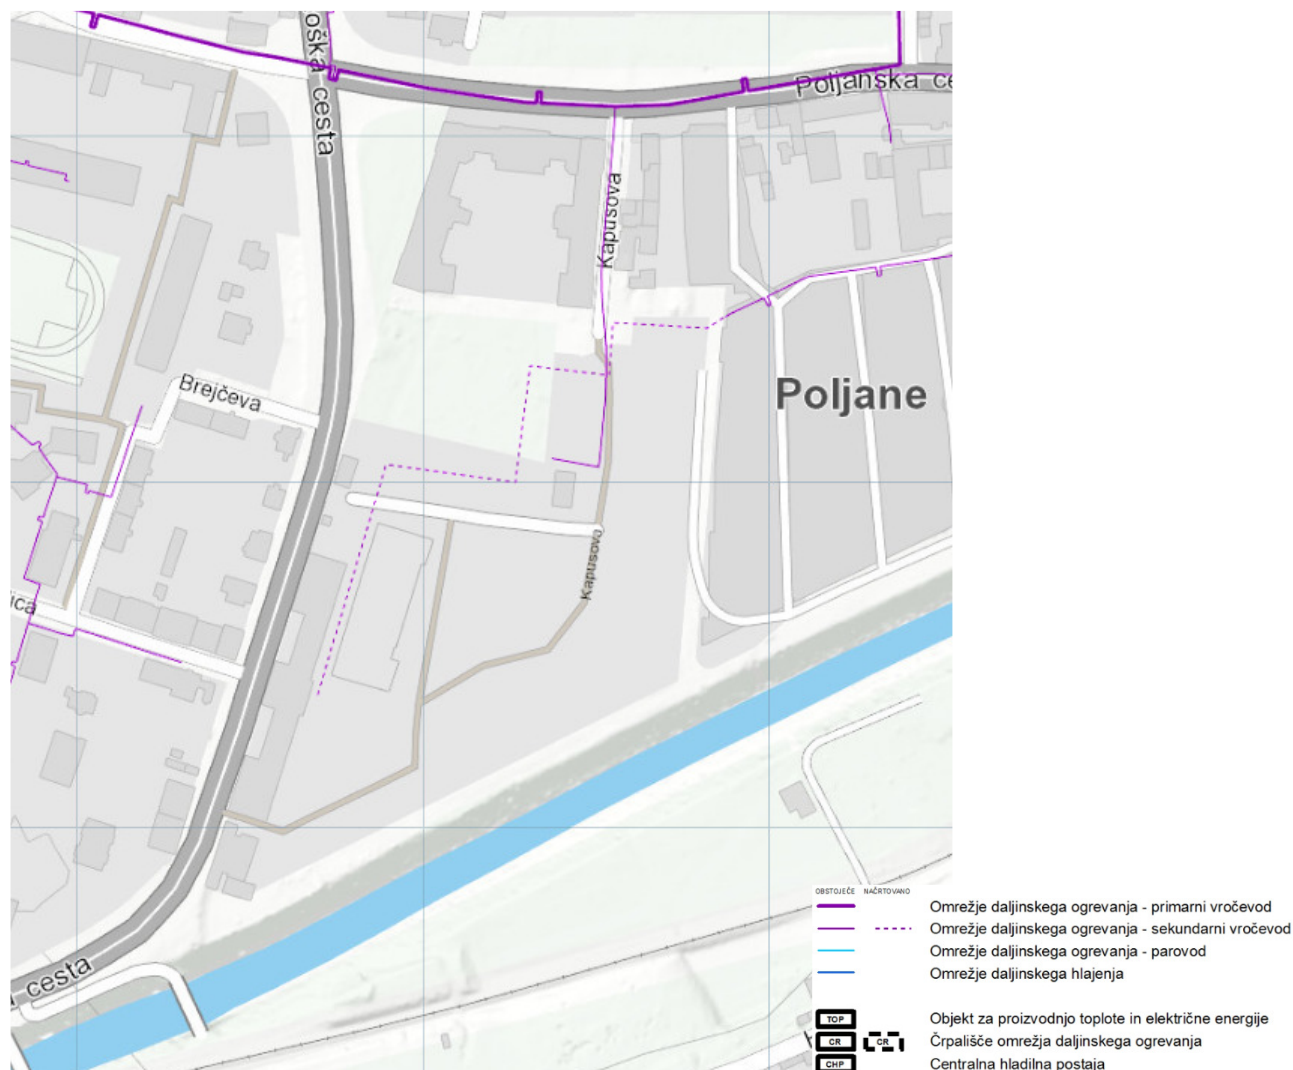 oška cesta
Poljanska ce
Kapusova
Brejčeva
Poljane
Kapusova
ica
cesta
OBSTOJEČE NAČRTOVANO
Omrežje daljinskega ogrevanja - primarni vročevod
Omrežje daljinskega ogrevanja - sekundarni vročevod
Omrežje daljinskega ogrevanja - parovod
Omrežje daljinskega hlajenja
TOP Objekt za proizvodnjo toplote in električne energije
CR CR Črpališče omrežja daljinskega ogrevanja
CHP Centralna hladilna postaja